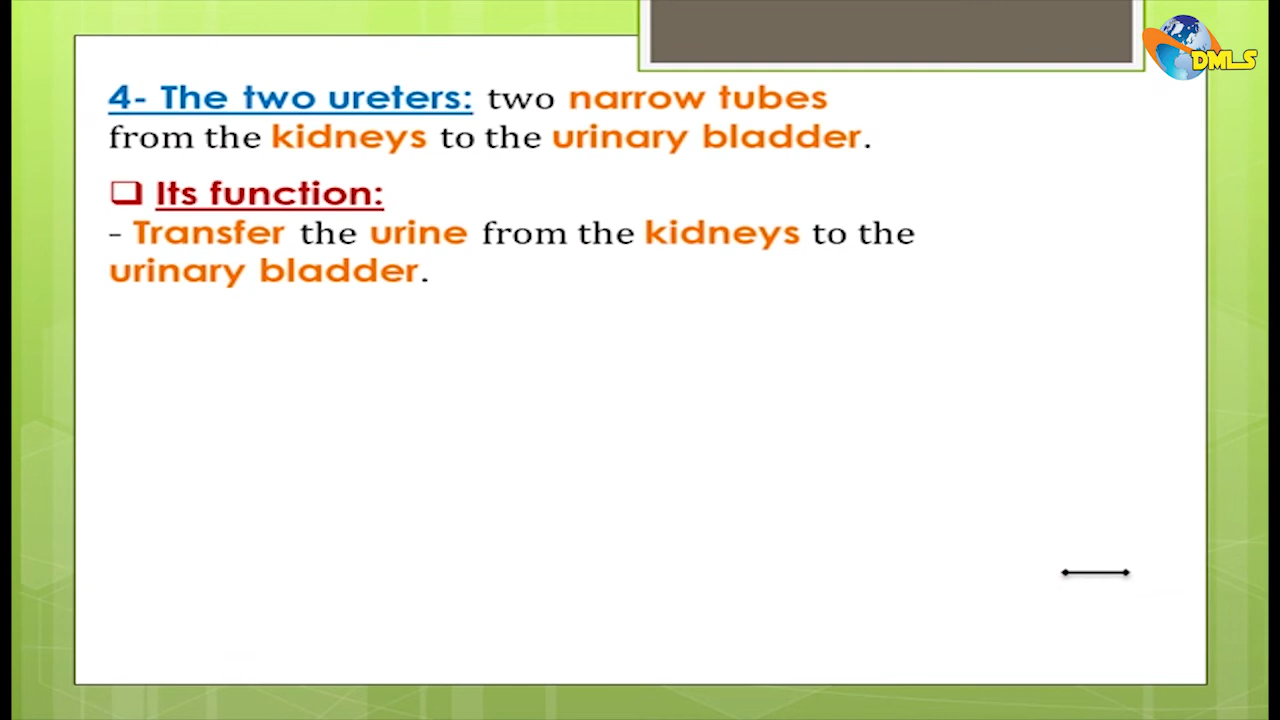 DMLS
4- The two ureters: two narrow tubes
from the kidneys to the urinary bladder.
❑ Its function:
- Transfer the urine from the kidneys to the
urinary bladder.